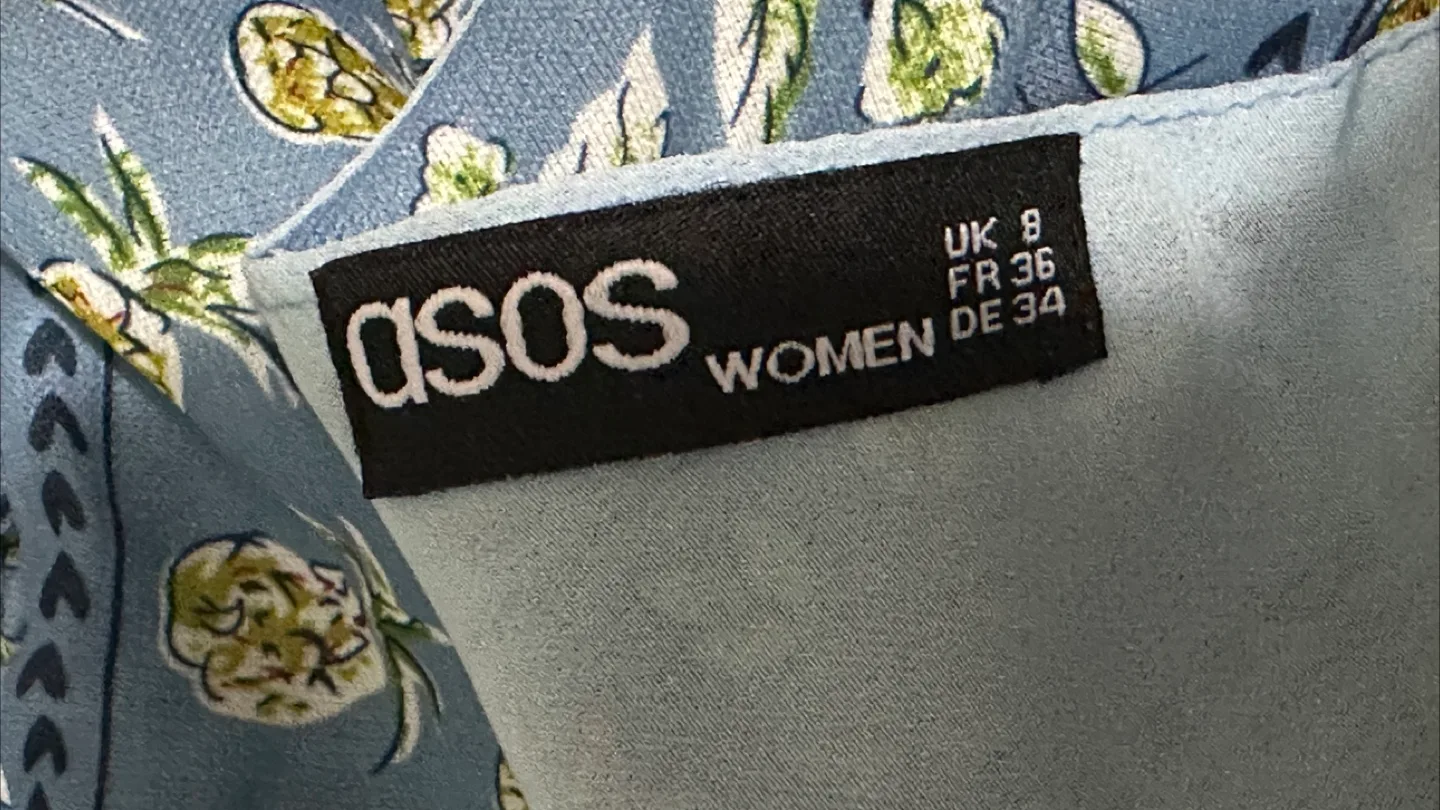 asos WOMEN
UK 8
FR 36
DE 34